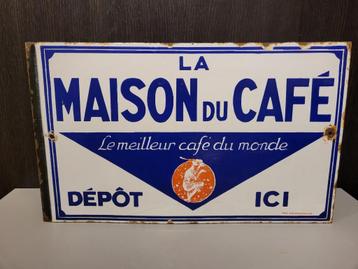 LA
MAISON DU CAFÉ
Le meilleur café du monde
DÉPÔT ICI